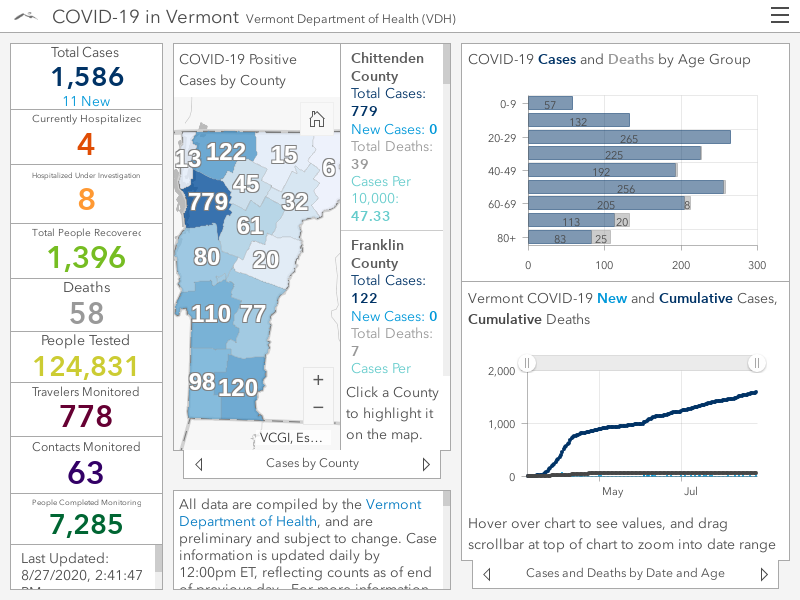 COVID-19 in Vermont Vermont Department of Health (VDH)
Total Cases
1,586
11 New
Currently Hospitalized
4
Hospitalized Under Investigation
8
Total People Recovered
1,396
Deaths
58
People Tested
124,831
Travelers Monitored
778
Contacts Monitored
63
People Completed Monitoring
7,285
Last Updated:
8/27/2020, 2:41:47
COVID-19 Positive
Cases by County
13 122 15 6
45
779 32
61
80 20
110 77
98 120
+
−
VCGI, Es...
Chittenden
County
Total Cases:
779
New Cases: 0
Total Deaths:
39
Cases Per
10,000:
47.33
Franklin
County
Total Cases:
122
New Cases: 0
Total Deaths:
7
Cases Per
Click a County
to highlight it
on the map.
Cases by County
All data are compiled by the Vermont
Department of Health, and are
preliminary and subject to change. Case
information is updated daily by
12:00pm ET, reflecting counts as of end
of previous day. For more information
COVID-19 Cases and Deaths by Age Group
0-9 57
132
20-29 265
225
40-49 192
256
60-69 205 8
113 20
80+ 83 25
0 100 200 300
Vermont COVID-19 New and Cumulative Cases,
Cumulative Deaths
2,000
1,000
0
May Jul
Hover over chart to see values, and drag
scrollbar at top of chart to zoom into date range
Cases and Deaths by Date and Age